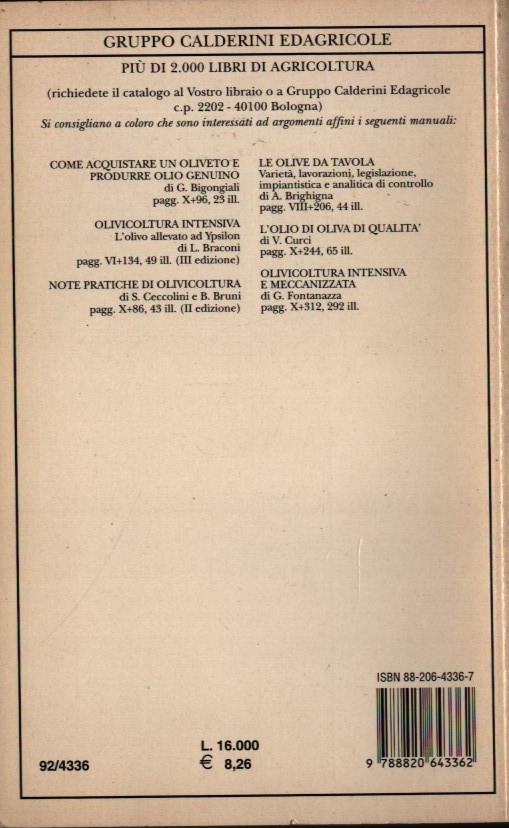 GRUPPO CALDERINI EDAGRICOLE
PIÙ DI 2.000 LIBRI DI AGRICOLTURA
(richiedete il catalogo al Vostro libraio o a Gruppo Calderini Edagricole
c.p. 2202 - 40100 Bologna)
Si consigliano a coloro che sono interessati ad argomenti affini i seguenti manuali:
COME ACQUISTARE UN OLIVETO E
PRODURRE OLIO GENUINO
di G. Bigongiali
pagg. X+96, 23 ill.
OLIVICOLTURA INTENSIVA
L'olivo allevato ad Ypsilon
di L. Braconi
pagg. VI+134, 49 ill. (III edizione)
NOTE PRATICHE DI OLIVICOLTURA
di S. Ceccolini e B. Bruni
pagg. X+86, 43 ill. (II edizione)
LE OLIVE DA TAVOLA
Varietà, lavorazioni, legislazione,
impiantistica e analitica di controllo
di A. Brighigna
pagg. VIII+206, 44 ill.
L'OLIO DI OLIVA DI QUALITA'
di V. Curci
pagg. X+244, 65 ill.
OLIVICOLTURA INTENSIVA
E MECCANIZZATA
di G. Fontanazza
pagg. X+312, 292 ill.
ISBN 88-206-4336-7
9 788820 643362
L. 16.000
€ 8,26
92/4336